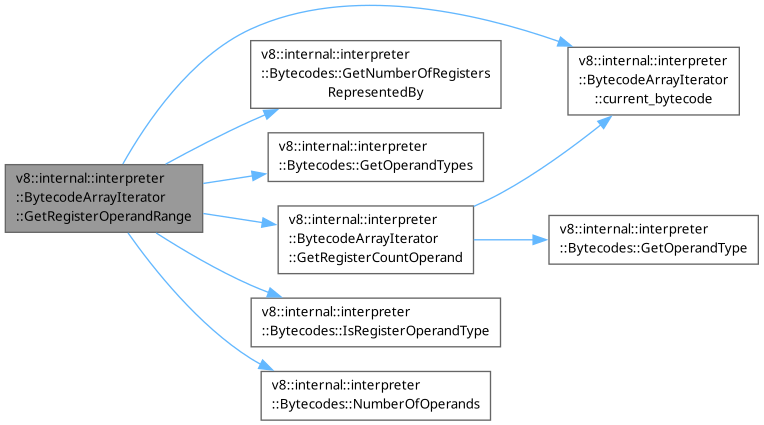 v8::internal::interpreter
::BytecodeArrayIterator
::GetRegisterOperandRange
v8::internal::interpreter
::Bytecodes::GetNumberOfRegisters
RepresentedBy
v8::internal::interpreter
::Bytecodes::GetOperandTypes
v8::internal::interpreter
::BytecodeArrayIterator
::GetRegisterCountOperand
v8::internal::interpreter
::Bytecodes::IsRegisterOperandType
v8::internal::interpreter
::Bytecodes::NumberOfOperands
v8::internal::interpreter
::BytecodeArrayIterator
::current_bytecode
v8::internal::interpreter
::Bytecodes::GetOperandType